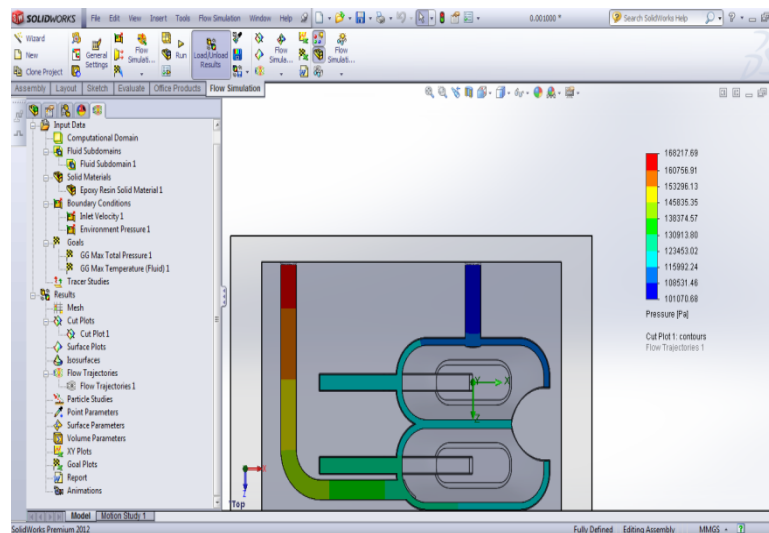 SOLIDWORKS File Edit View Insert Tools Flow Simulation Window Help 0.001000 * Search SolidWorks Help
Wizard
New
Clone Project
General Settings
Flow Simulati...
Run
Load/Unload Results
Flow Simula...
Flow Simulati...
Assembly Layout Sketch Evaluate Office Products Flow Simulation
Input Data
Computational Domain
Fluid Subdomains
Fluid Subdomain 1
Solid Materials
Epoxy Resin Solid Material 1
Boundary Conditions
Inlet Velocity 1
Environment Pressure 1
Goals
GG Max Total Pressure 1
GG Max Temperature (Fluid) 1
Tracer Studies
Results
Mesh
Cut Plots
Cut Plot 1
Surface Plots
Isosurfaces
Flow Trajectories
Flow Trajectories 1
Particle Studies
Point Parameters
Surface Parameters
Volume Parameters
XY Plots
Goal Plots
Report
Animations
168217.69
160756.91
153296.13
145835.35
138374.57
130913.80
123453.02
115992.24
108531.46
101070.68
Pressure [Pa]
Cut Plot 1: contours
Flow Trajectories 1
Y X
Z
X
Z
*Top
Model Motion Study 1
SolidWorks Premium 2012 Fully Defined Editing Assembly MMGS